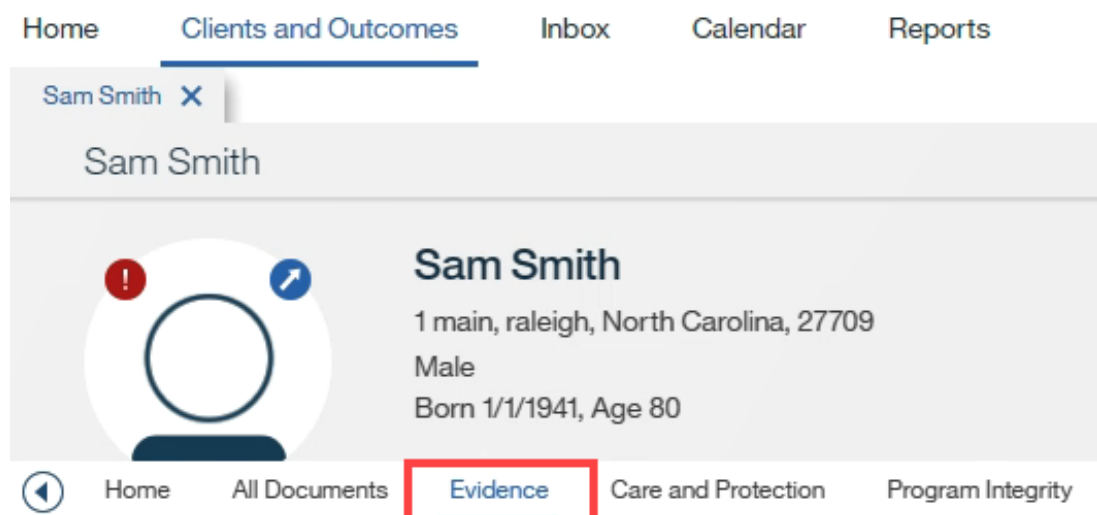 Home Clients and Outcomes Inbox Calendar Reports
Sam Smith
Sam Smith
Sam Smith
1 main, raleigh, North Carolina, 27709
Male
Born 1/1/1941, Age 80
Home All Documents Evidence Care and Protection Program Integrity